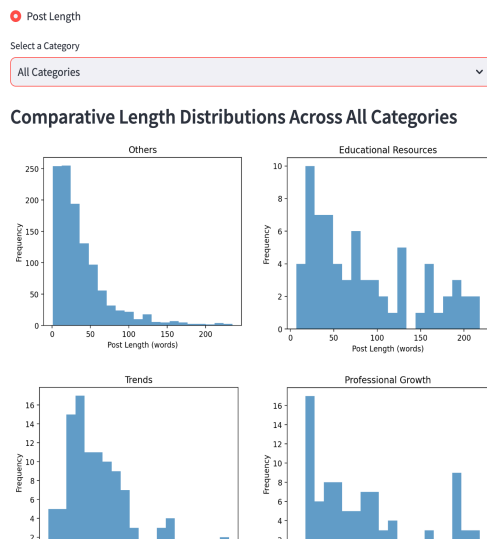 Post Length
Select a Category
All Categories
Comparative Length Distributions Across All Categories
Others
Educational Resources
250
200
150
100
50
0
Frequency
0 50 100 150 200
Post Length (words)
10
8
6
4
2
0
Frequency
0 50 100 150 200
Post Length (words)
Trends
Professional Growth
16
14
12
10
8
6
4
Frequency
16
14
12
10
8
6
4
Frequency